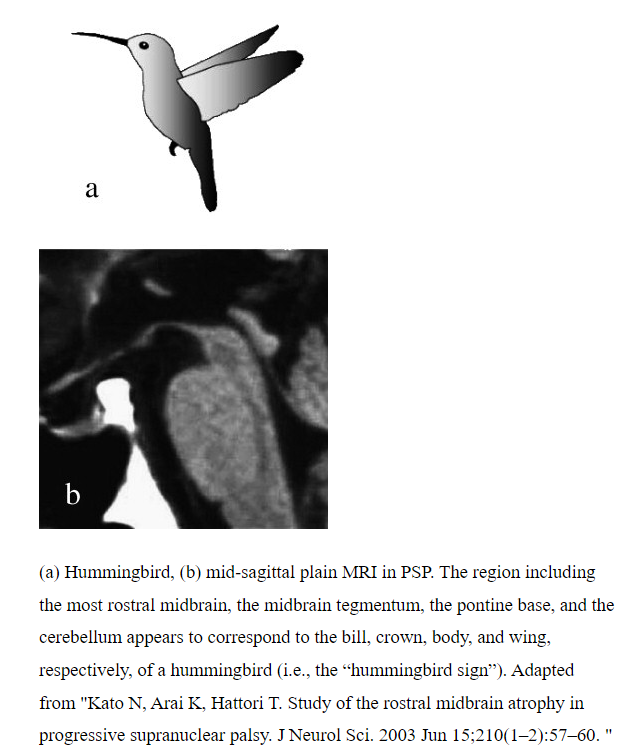 a
b
(a) Hummingbird, (b) mid-sagittal plain MRI in PSP. The region including
the most rostral midbrain, the midbrain tegmentum, the pontine base, and the
cerebellum appears to correspond to the bill, crown, body, and wing,
respectively, of a hummingbird (i.e., the “hummingbird sign”). Adapted
from "Kato N, Arai K, Hattori T. Study of the rostral midbrain atrophy in
progressive supranuclear palsy. J Neurol Sci. 2003 Jun 15;210(1–2):57–60. "